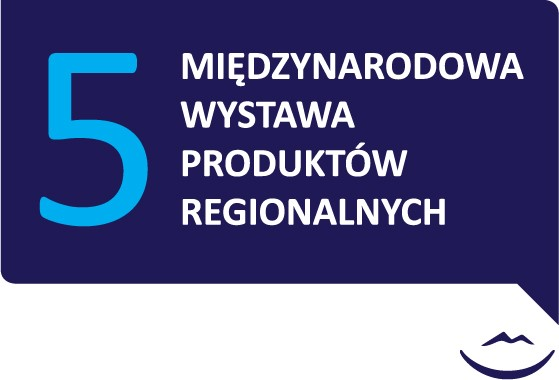 5
MIĘDZYNARODOWA
WYSTAWA
PRODUKTÓW
REGIONALNYCH